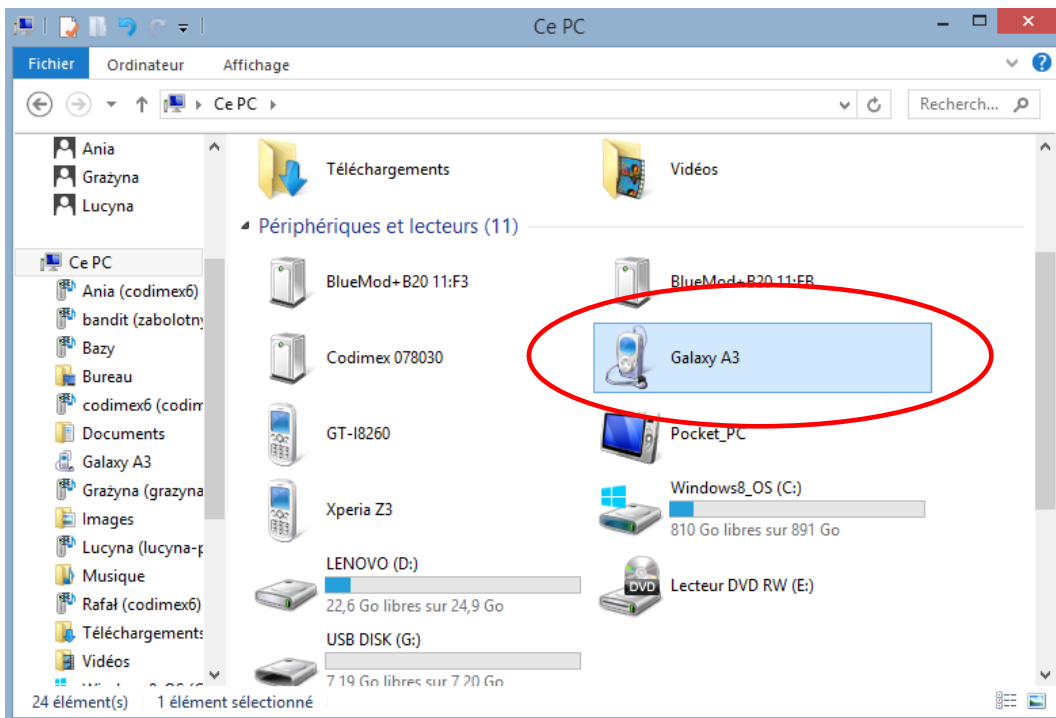 Ce PC
Fichier Ordinateur Affichage
Ce PC Recherch...
Ania
Grażyna
Lucyna
Ce PC
Ania (codimex6)
bandit (zabolotny
Bazy
Bureau
codimex6 (codim
Documents
Galaxy A3
Grażyna (grazyna
Images
Lucyna (lucyna-p
Musique
Rafał (codimex6)
Téléchargements
Vidéos
Téléchargements Vidéos
Périphériques et lecteurs (11)
BlueMod+B20 11:F3 BlueMod+B20 11:FB
Codimex 078030 Galaxy A3
GT-I8260 Pocket_PC
Xperia Z3
Windows8_OS (C:)
810 Go libres sur 891 Go
LENOVO (D:)
22,6 Go libres sur 24,9 Go
DVD
Lecteur DVD RW (E:)
USB DISK (G:)
7,19 Go libres sur 7,20 Go
24 élément(s) 1 élément sélectionné